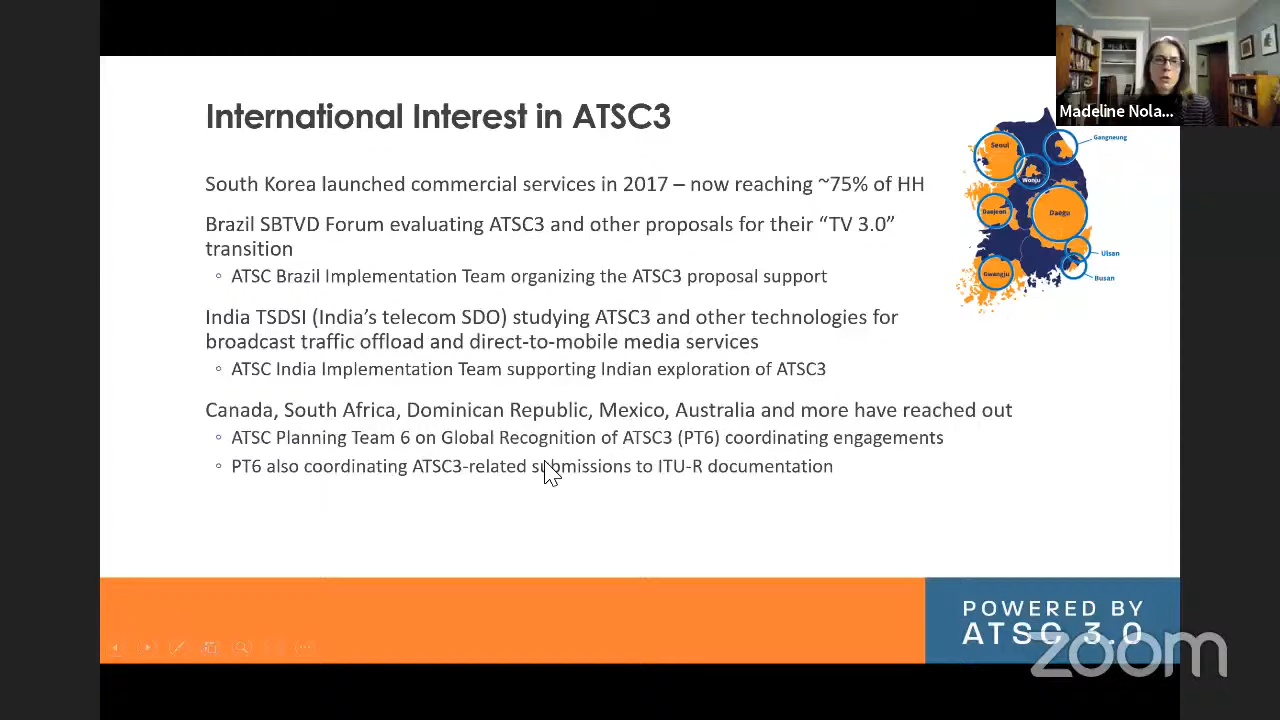 International Interest in ATSC3
South Korea launched commercial services in 2017 – now reaching ~75% of HH
Brazil SBTVD Forum evaluating ATSC3 and other proposals for their “TV 3.0”
transition
◦ ATSC Brazil Implementation Team organizing the ATSC3 proposal support
India TSDSI (India’s telecom SDO) studying ATSC3 and other technologies for
broadcast traffic offload and direct-to-mobile media services
◦ ATSC India Implementation Team supporting Indian exploration of ATSC3
Canada, South Africa, Dominican Republic, Mexico, Australia and more have reached out
◦ ATSC Planning Team 6 on Global Recognition of ATSC3 (PT6) coordinating engagements
◦ PT6 also coordinating ATSC3-related submissions to ITU-R documentation
Madeline Nola...
Seoul
Gangneung
Wonju
Daejeon
Daegu
Ulsan
Gwangju
Busan
POWERED BY
ATSC 3.0
zoom